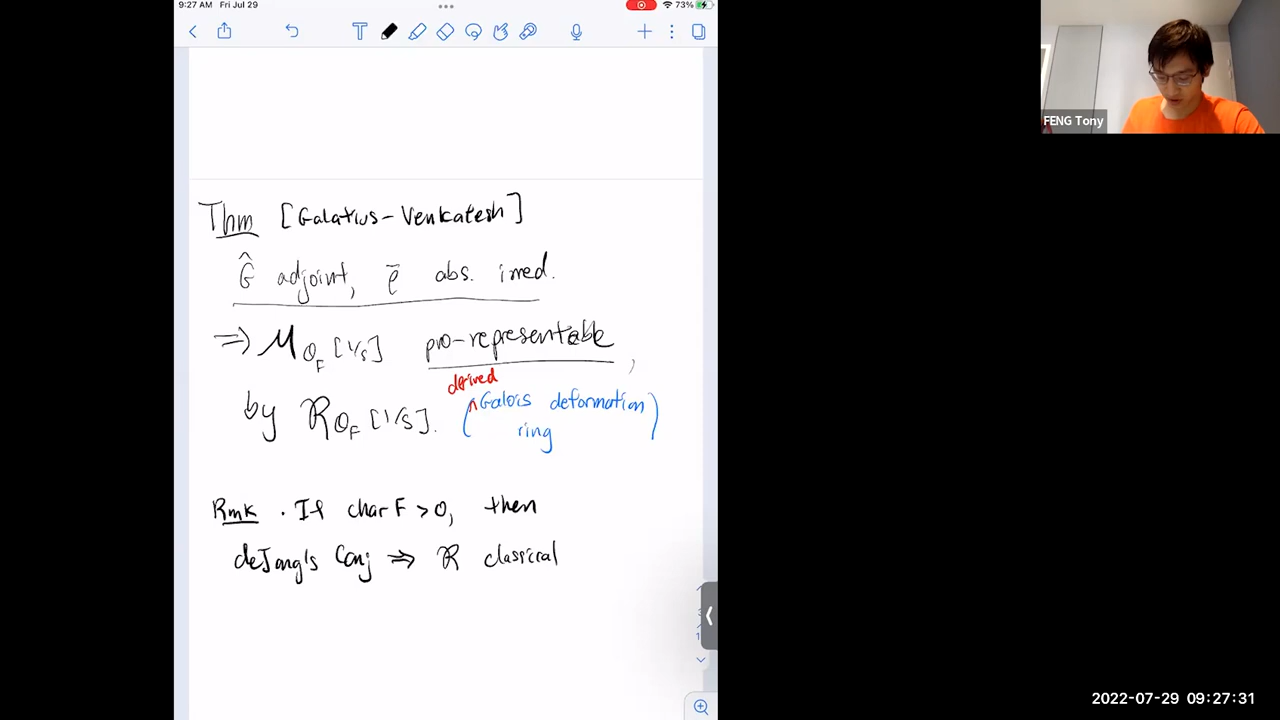 9:27 AM Fri Jul 29
73%
FENG Tony
Thm [Galatius-Venkatesh]
Ĝ adjoint, ρ̄ abs. irred.
⇒ M_{O_F[1/S]} pro-representable,
derived
by R_{O_F[1/S]}. (Galois deformation
ring)
Rmk . If char F > 0, then
deJong's Conj ⇒ R classical
2022-07-29 09:27:31